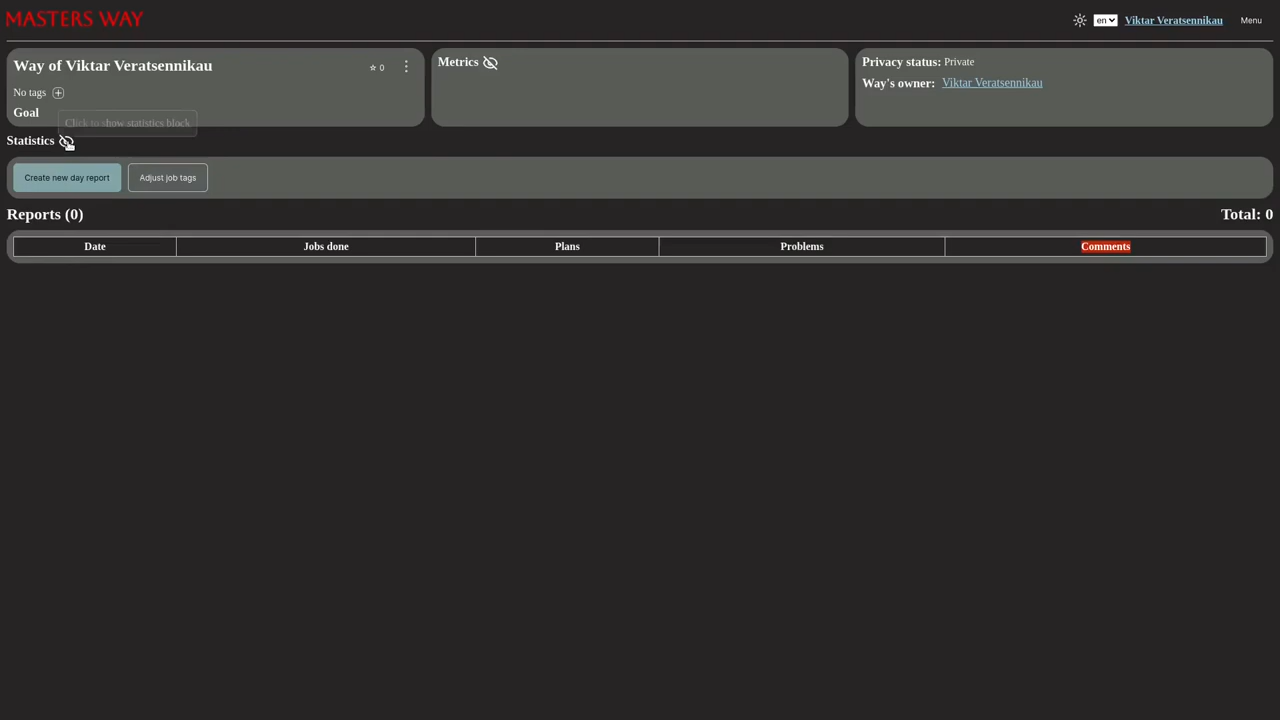 MASTERS WAY
en
Viktar Veratsennikau
Menu
Way of Viktar Veratsennikau
0
No tags
Goal
Click to show statistics block
Metrics
Privacy status: Private
Way's owner: Viktar Veratsennikau
Statistics
Create new day report
Adjust job tags
Reports (0)
Total: 0
Date
Jobs done
Plans
Problems
Comments